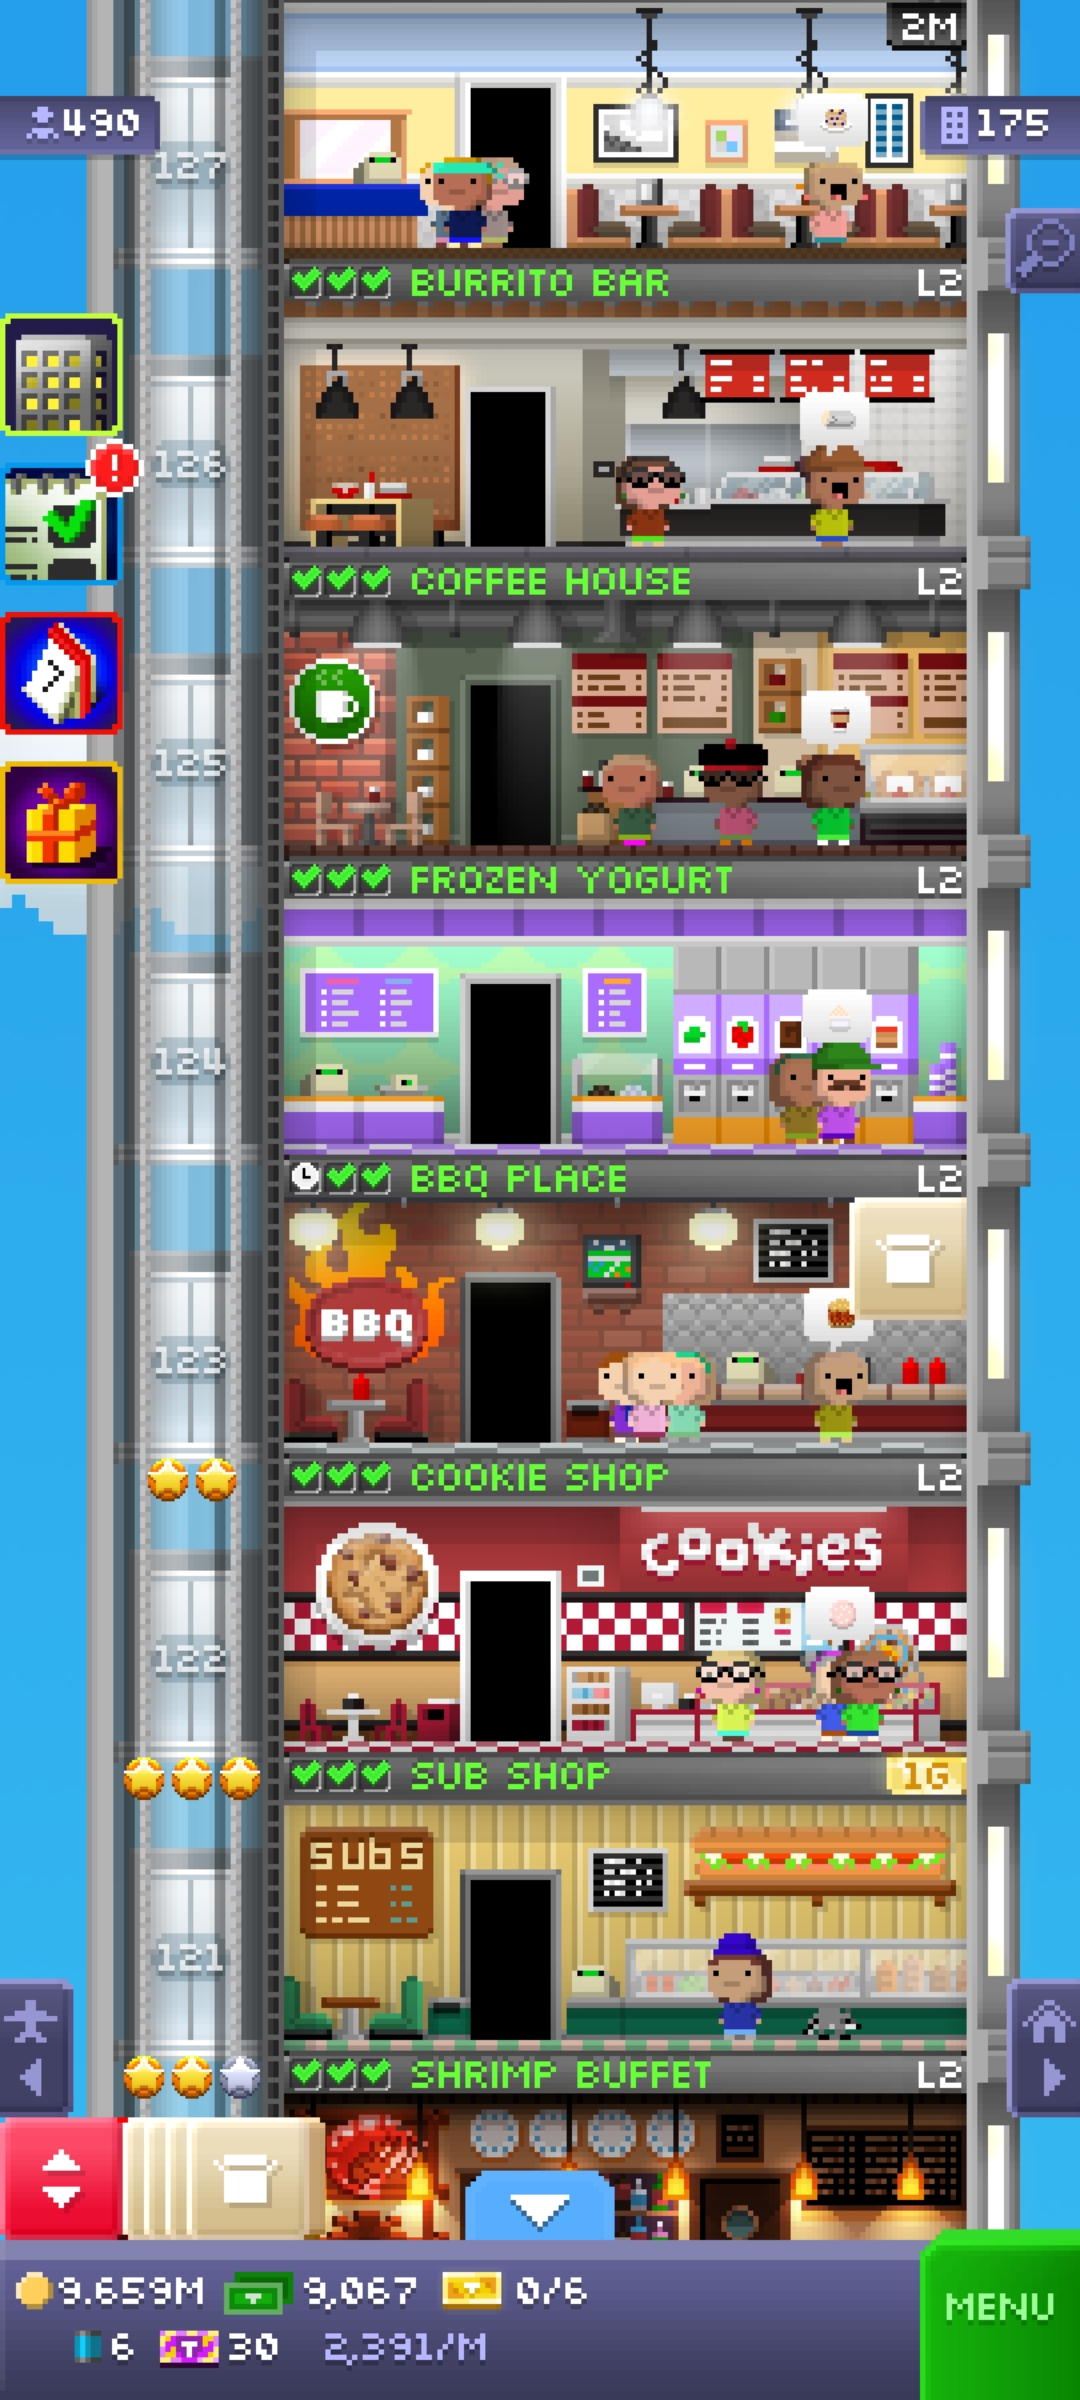 2M
490
175
127
BURRITO BAR L2
126
COFFEE HOUSE L2
125
FROZEN YOGURT L2
124
BBQ PLACE L2
BBQ
123
COOKIE SHOP L2
cookies
122
SUB SHOP 1G
subs
121
SHRIMP BUFFET L2
9.659M 9,067 0/6
6 T 30 2,391/M
MENU